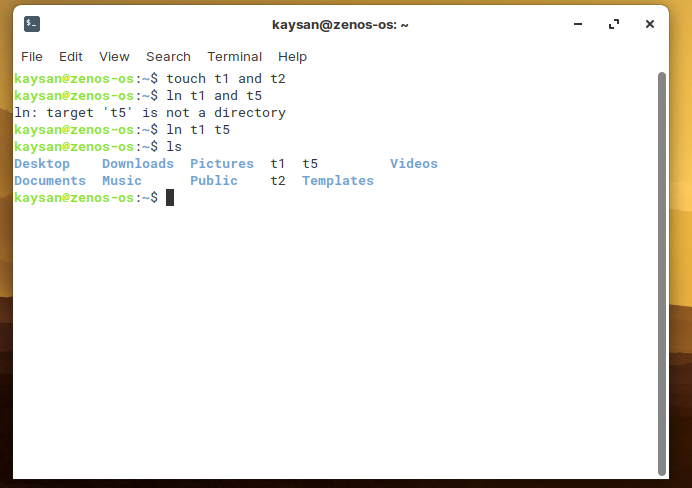 kaysan@zenos-os: ~
File Edit View Search Terminal Help
kaysan@zenos-os:~$ touch t1 and t2
kaysan@zenos-os:~$ ln t1 and t5
ln: target 't5' is not a directory
kaysan@zenos-os:~$ ln t1 t5
kaysan@zenos-os:~$ ls
Desktop Downloads Pictures t1 t5 Videos
Documents Music Public t2 Templates
kaysan@zenos-os:~$